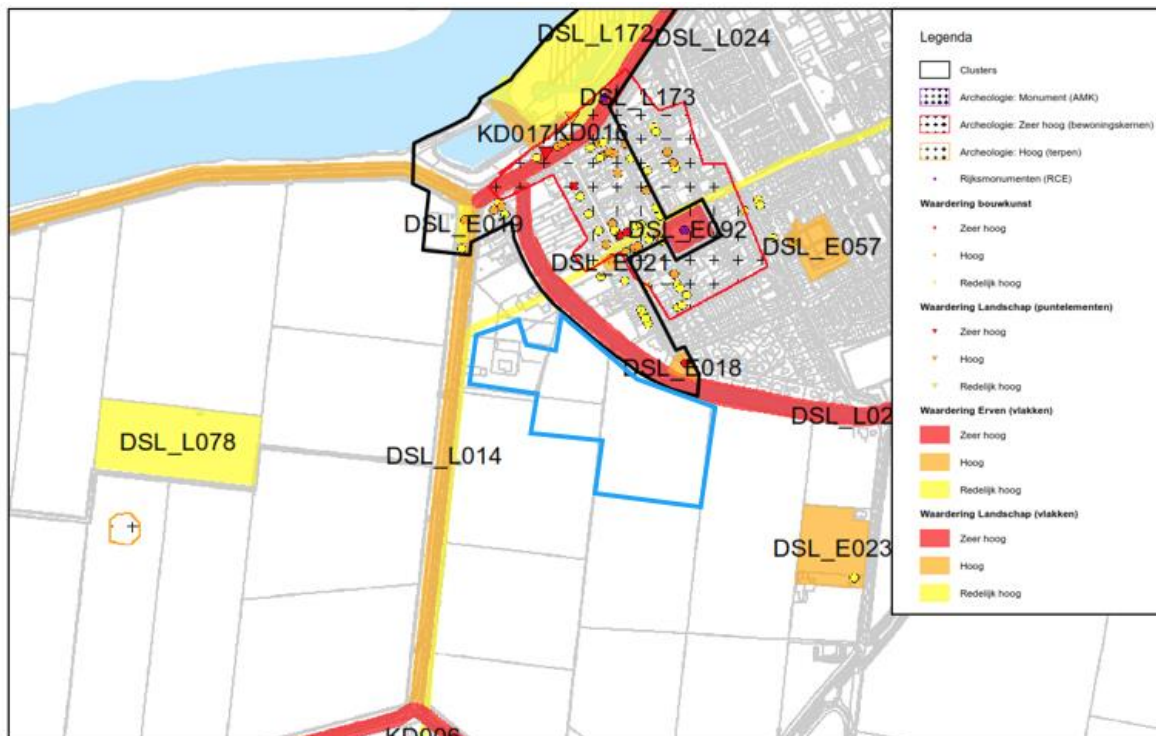 DSL_L172
DSL_L024
DSL_L173
KD017
KD016
DSL_E019
DSL_E092
DSL_E057
DSL_E021
DSL_E018
DSL_L02
DSL_L078
DSL_L014
DSL_E023
KD006
Legenda
Clusters
Archeologie: Monument (AMK)
Archeologie: Zeer hoog (bewoningskernen)
Archeologie: Hoog (terpen)
Rijksmonumenten (RCE)
Waardering bouwkunst
Zeer hoog
Hoog
Redelijk hoog
Waardering Landschap (puntelementen)
Zeer hoog
Hoog
Redelijk hoog
Waardering Erven (vlakken)
Zeer hoog
Hoog
Redelijk hoog
Waardering Landschap (vlakken)
Zeer hoog
Hoog
Redelijk hoog